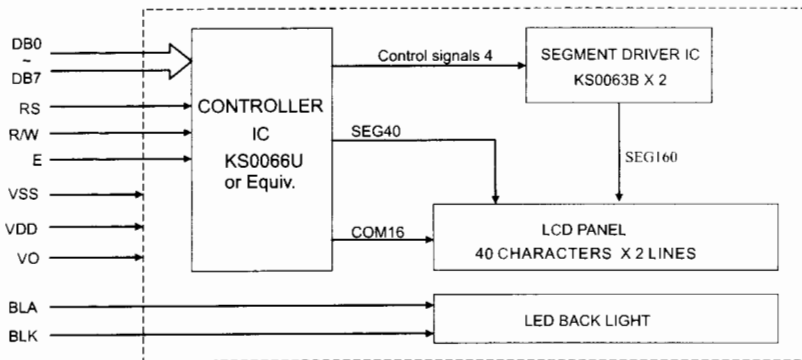 DB0
~
DB7
RS
R/W
E
VSS
VDD
VO
BLA
BLK
CONTROLLER
IC
KS0066U
or Equiv.
Control signals 4
SEGMENT DRIVER IC
KS0063B X 2
SEG40
SEG160
COM16
LCD PANEL
40 CHARACTERS X 2 LINES
LED BACK LIGHT